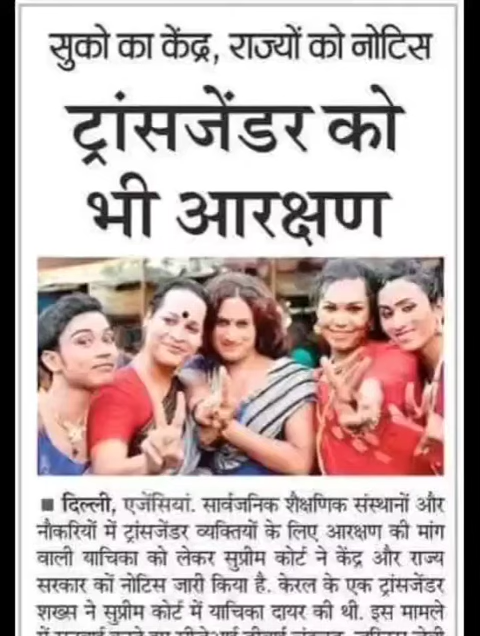 सुको का केंद्र, राज्यों को नोटिस
ट्रांसजेंडर को
भी आरक्षण
■ दिल्ली, एजेंसियां. सार्वजनिक शैक्षणिक संस्थानों और
नौकरियों में ट्रांसजेंडर व्यक्तियों के लिए आरक्षण की मांग
वाली याचिका को लेकर सुप्रीम कोर्ट ने केंद्र और राज्य
सरकार कों नोटिस जारी किया है. केरल के एक ट्रांसजेंडर
शख्स ने सुप्रीम कोर्ट में याचिका दायर की थी. इस मामले